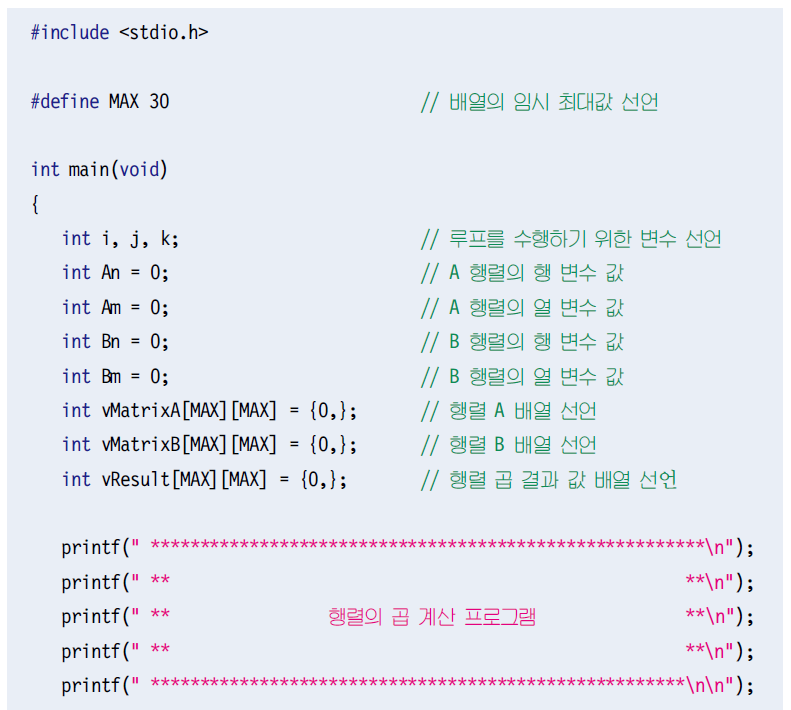 #include <stdio.h>
#define MAX 30 // 배열의 임시 최대값 선언
int main(void)
{
int i, j, k; // 루프를 수행하기 위한 변수 선언
int An = 0; // A 행렬의 행 변수 값
int Am = 0; // A 행렬의 열 변수 값
int Bn = 0; // B 행렬의 행 변수 값
int Bm = 0; // B 행렬의 열 변수 값
int vMatrixA[MAX][MAX] = {0,}; // 행렬 A 배열 선언
int vMatrixB[MAX][MAX] = {0,}; // 행렬 B 배열 선언
int vResult[MAX][MAX] = {0,}; // 행렬 곱 결과 값 배열 선언
printf(" ********************************************************\n");
printf(" ** **\n");
printf(" ** 행렬의 곱 계산 프로그램 **\n");
printf(" ** **\n");
printf(" ******************************************************\n\n");